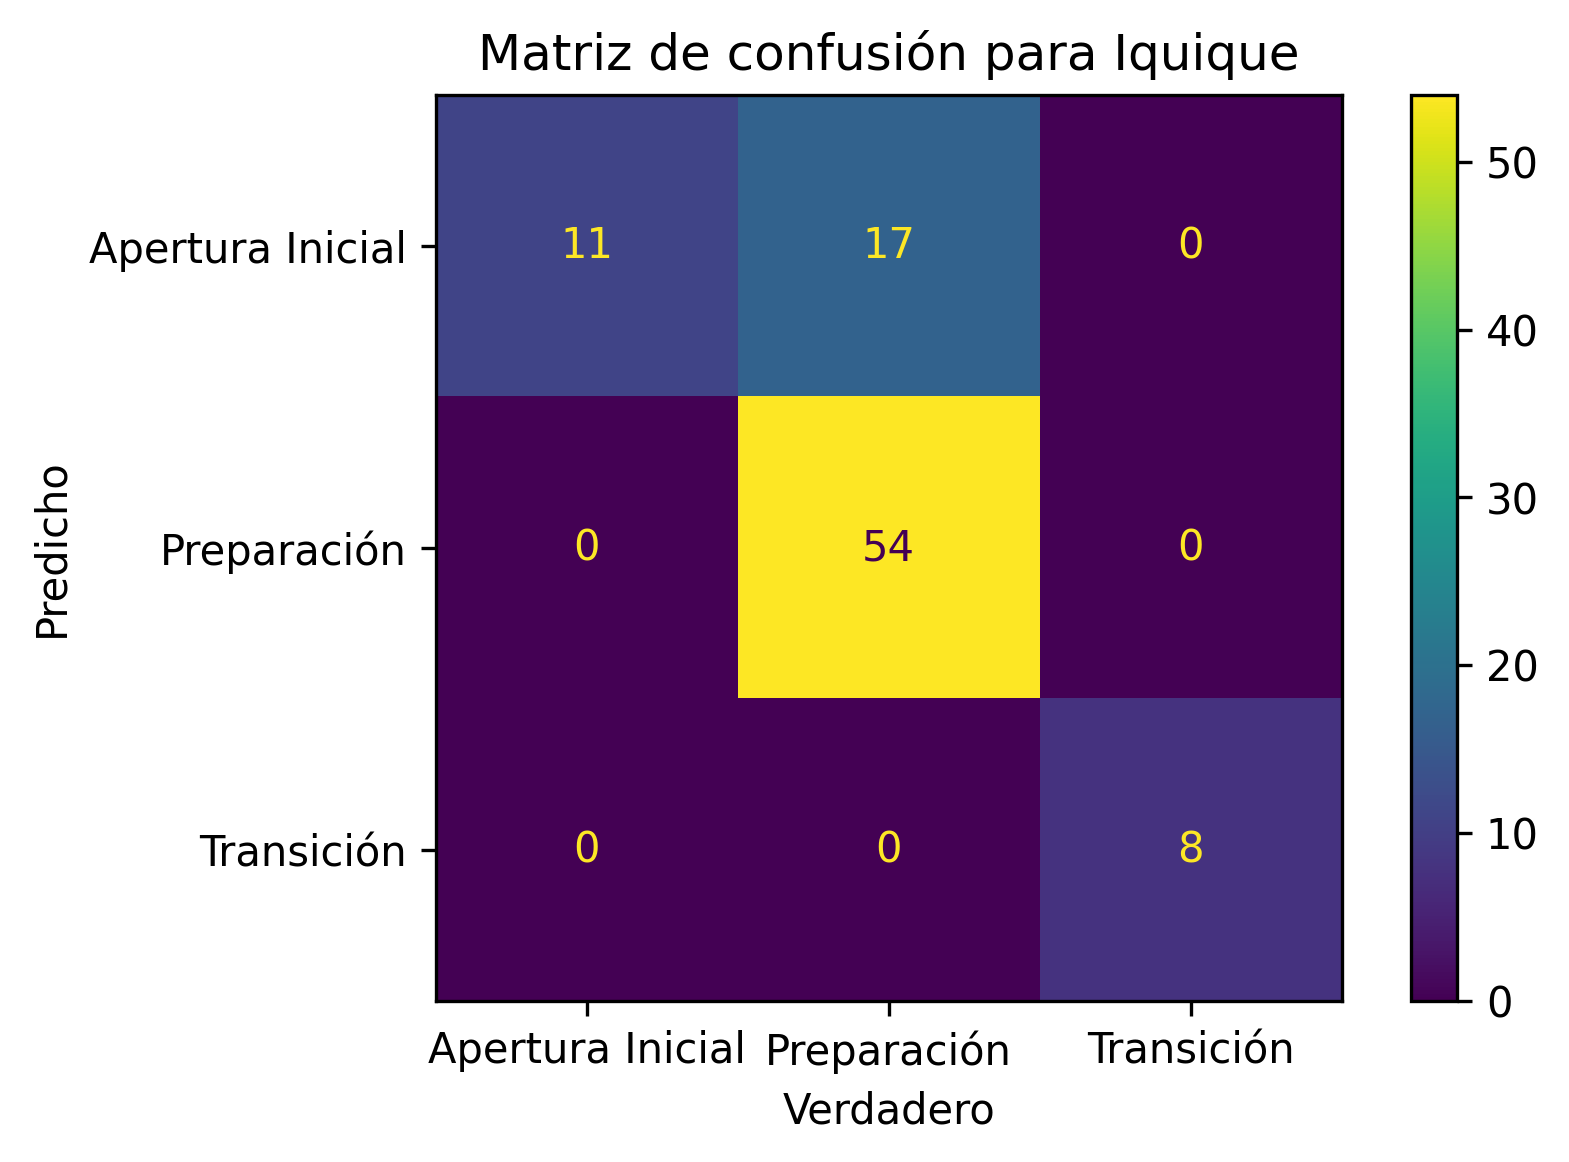 Matriz de confusión para Iquique
Apertura Inicial
11 17 0
Preparación
0 54 0
Transición
0 0 8
Predicho
Apertura Inicial Preparación Transición
Verdadero
50
40
30
20
10
0